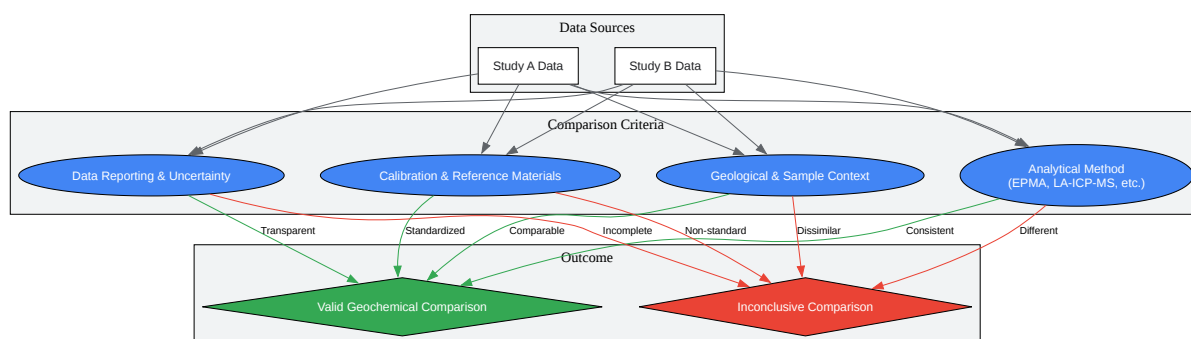 Data Sources
Study A Data
Study B Data
Comparison Criteria
Data Reporting & Uncertainty
Calibration & Reference Materials
Geological & Sample Context
Analytical Method
(EPMA, LA-ICP-MS, etc.)
Transparent
Standardized
Comparable
Incomplete
Non-standard
Dissimilar
Consistent
Different
Outcome
Valid Geochemical Comparison
Inconclusive Comparison